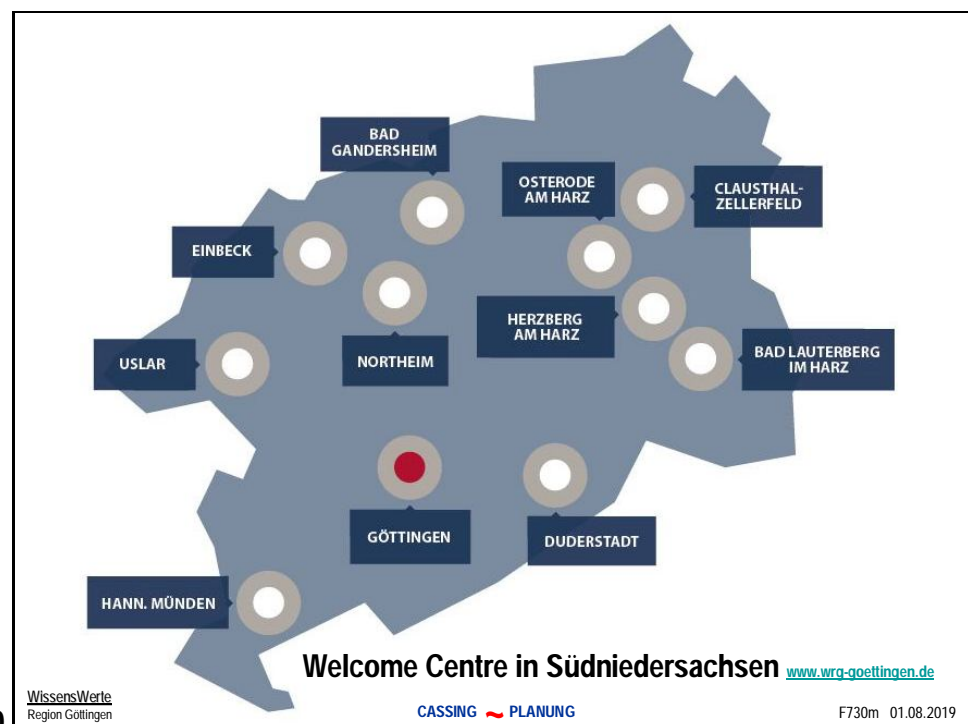 BAD
GANDERSHEIM
OSTERODE
AM HARZ
CLAUSTHAL-
ZELLERFELD
EINBECK
HERZBERG
AM HARZ
USLAR
NORTHEIM
BAD LAUTERBERG
IM HARZ
GÖTTINGEN
DUDERSTADT
HANN. MÜNDEN
Welcome Centre in Südniedersachsen www.wrg-goettingen.de
WissensWerte
Region Göttingen
CASSING ~ PLANUNG
F730m 01.08.2019